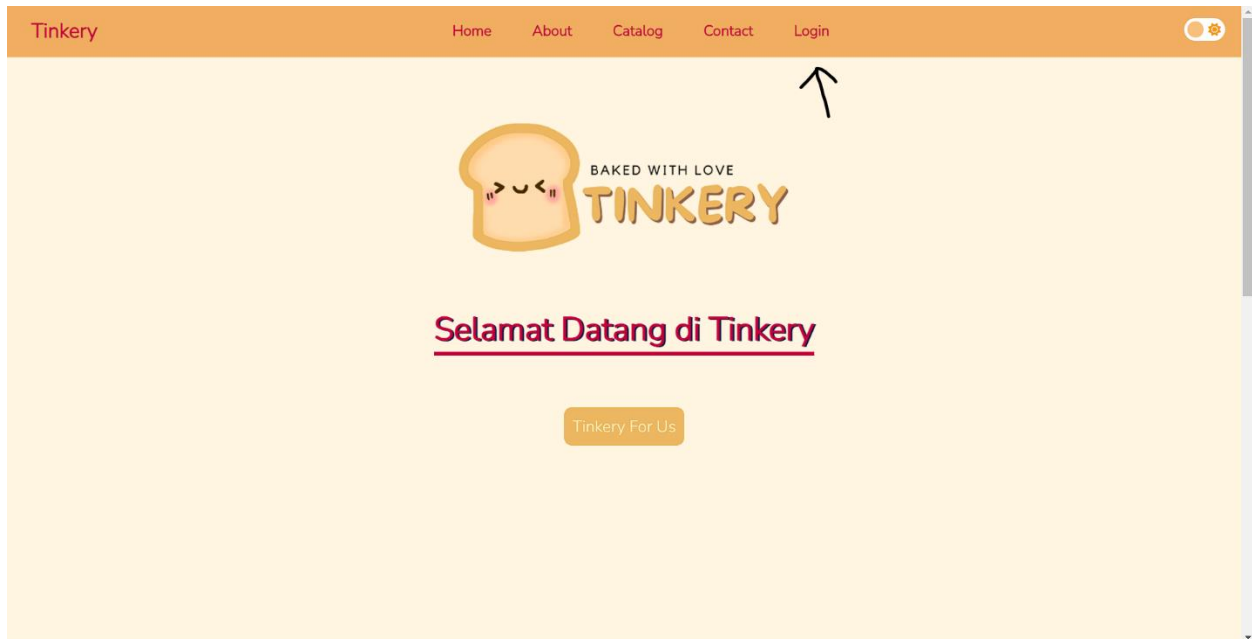 Tinkery Home About Catalog Contact Login
BAKED WITH LOVE
TINKERY
Selamat Datang di Tinkery
Tinkery For Us